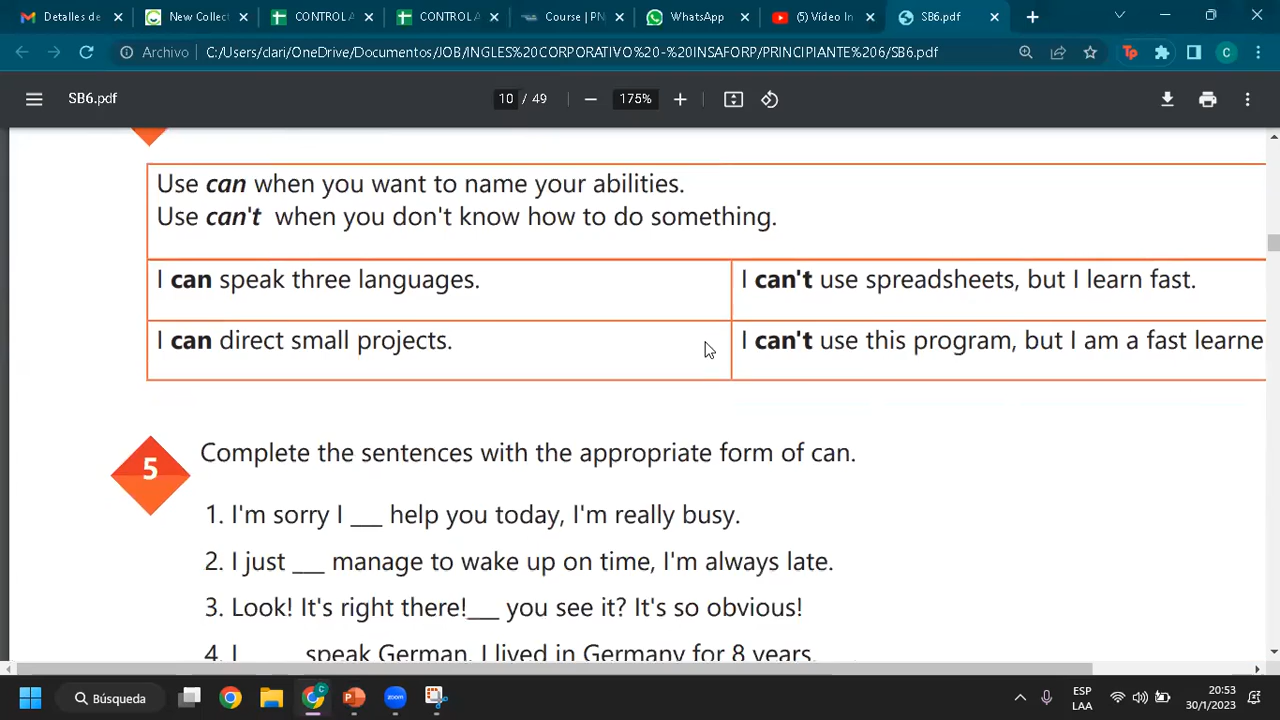 Detalles de
New Collect
CONTROL A
CONTROL A
Course | PN
WhatsApp
(5) Vídeo In
SB6.pdf
Archivo C:/Users/clari/OneDrive/Documentos/JOB/INGLES%20CORPORATIVO%20-%20INSAFORP/PRINCIPIANTE%206/SB6.pdf
Tp
C
SB6.pdf
10 / 49
175%
Use can when you want to name your abilities.
Use can't when you don't know how to do something.
I can speak three languages.
I can't use spreadsheets, but I learn fast.
I can direct small projects.
I can't use this program, but I am a fast learne
5
Complete the sentences with the appropriate form of can.
1. I'm sorry I ___ help you today, I'm really busy.
2. I just ___ manage to wake up on time, I'm always late.
3. Look! It's right there!___ you see it? It's so obvious!
4. I ____ speak German. I lived in Germany for 8 years.
Búsqueda
C
zoom
ESP
LAA
20:53
30/1/2023